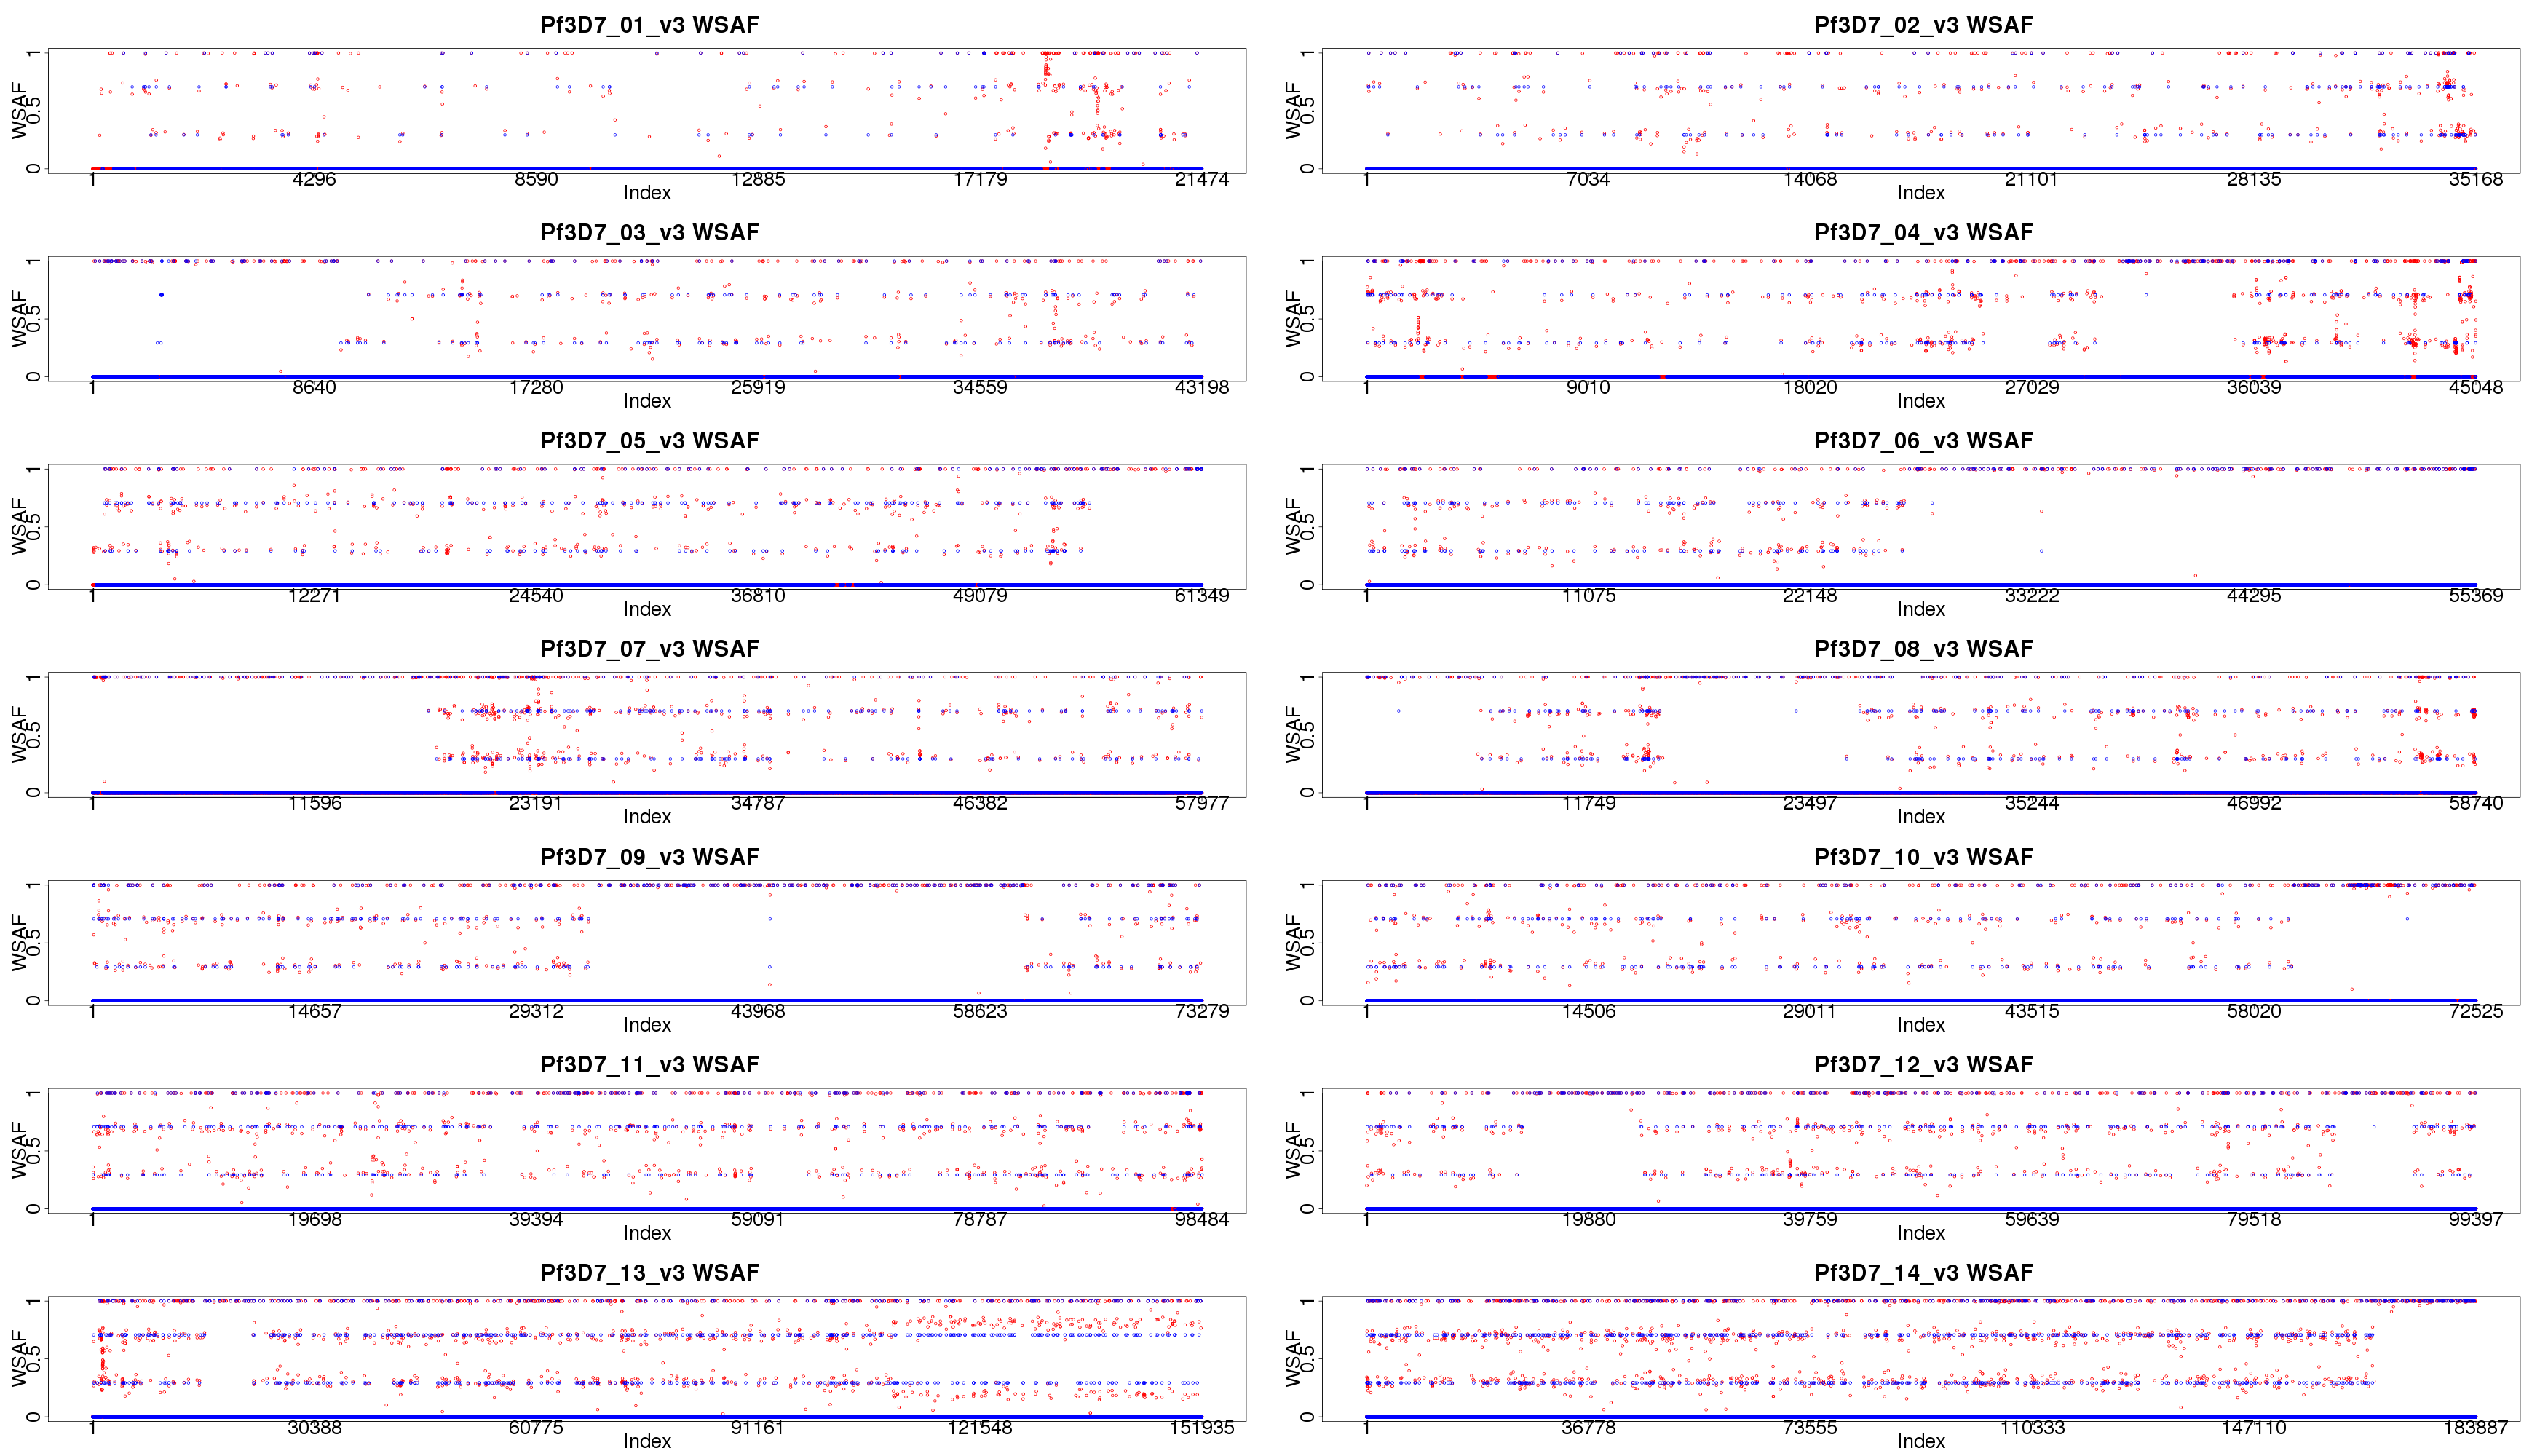 Pf3D7_01_v3 WSAF
WSAF
0 0.5 1
1 4296 8590 12885 17179 21474
Index
Pf3D7_02_v3 WSAF
WSAF
0 0.5 1
1 7034 14068 21101 28135 35168
Index
Pf3D7_03_v3 WSAF
WSAF
0 0.5 1
1 8640 17280 25919 34559 43198
Index
Pf3D7_04_v3 WSAF
WSAF
0 0.5 1
1 9010 18020 27029 36039 45048
Index
Pf3D7_05_v3 WSAF
WSAF
0 0.5 1
1 12271 24540 36810 49079 61349
Index
Pf3D7_06_v3 WSAF
WSAF
0 0.5 1
1 11075 22148 33222 44295 55369
Index
Pf3D7_07_v3 WSAF
WSAF
0 0.5 1
1 11596 23191 34787 46382 57977
Index
Pf3D7_08_v3 WSAF
WSAF
0 0.5 1
1 11749 23497 35244 46992 58740
Index
Pf3D7_09_v3 WSAF
WSAF
0 0.5 1
1 14657 29312 43968 58623 73279
Index
Pf3D7_10_v3 WSAF
WSAF
0 0.5 1
1 14506 29011 43515 58020 72525
Index
Pf3D7_11_v3 WSAF
WSAF
0 0.5 1
1 19698 39394 59091 78787 98484
Index
Pf3D7_12_v3 WSAF
WSAF
0 0.5 1
1 19880 39759 59639 79518 99397
Index
Pf3D7_13_v3 WSAF
WSAF
0 0.5 1
1 30388 60775 91161 121548 151935
Index
Pf3D7_14_v3 WSAF
WSAF
0 0.5 1
1 36778 73555 110333 147110 183887
Index